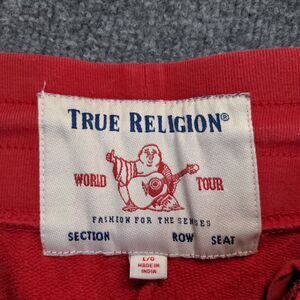 TRUE RELIGION®
WORLD TOUR
FASHION FOR THE SENSES
SECTION ROW SEAT
L/G
MADE IN
INDIA